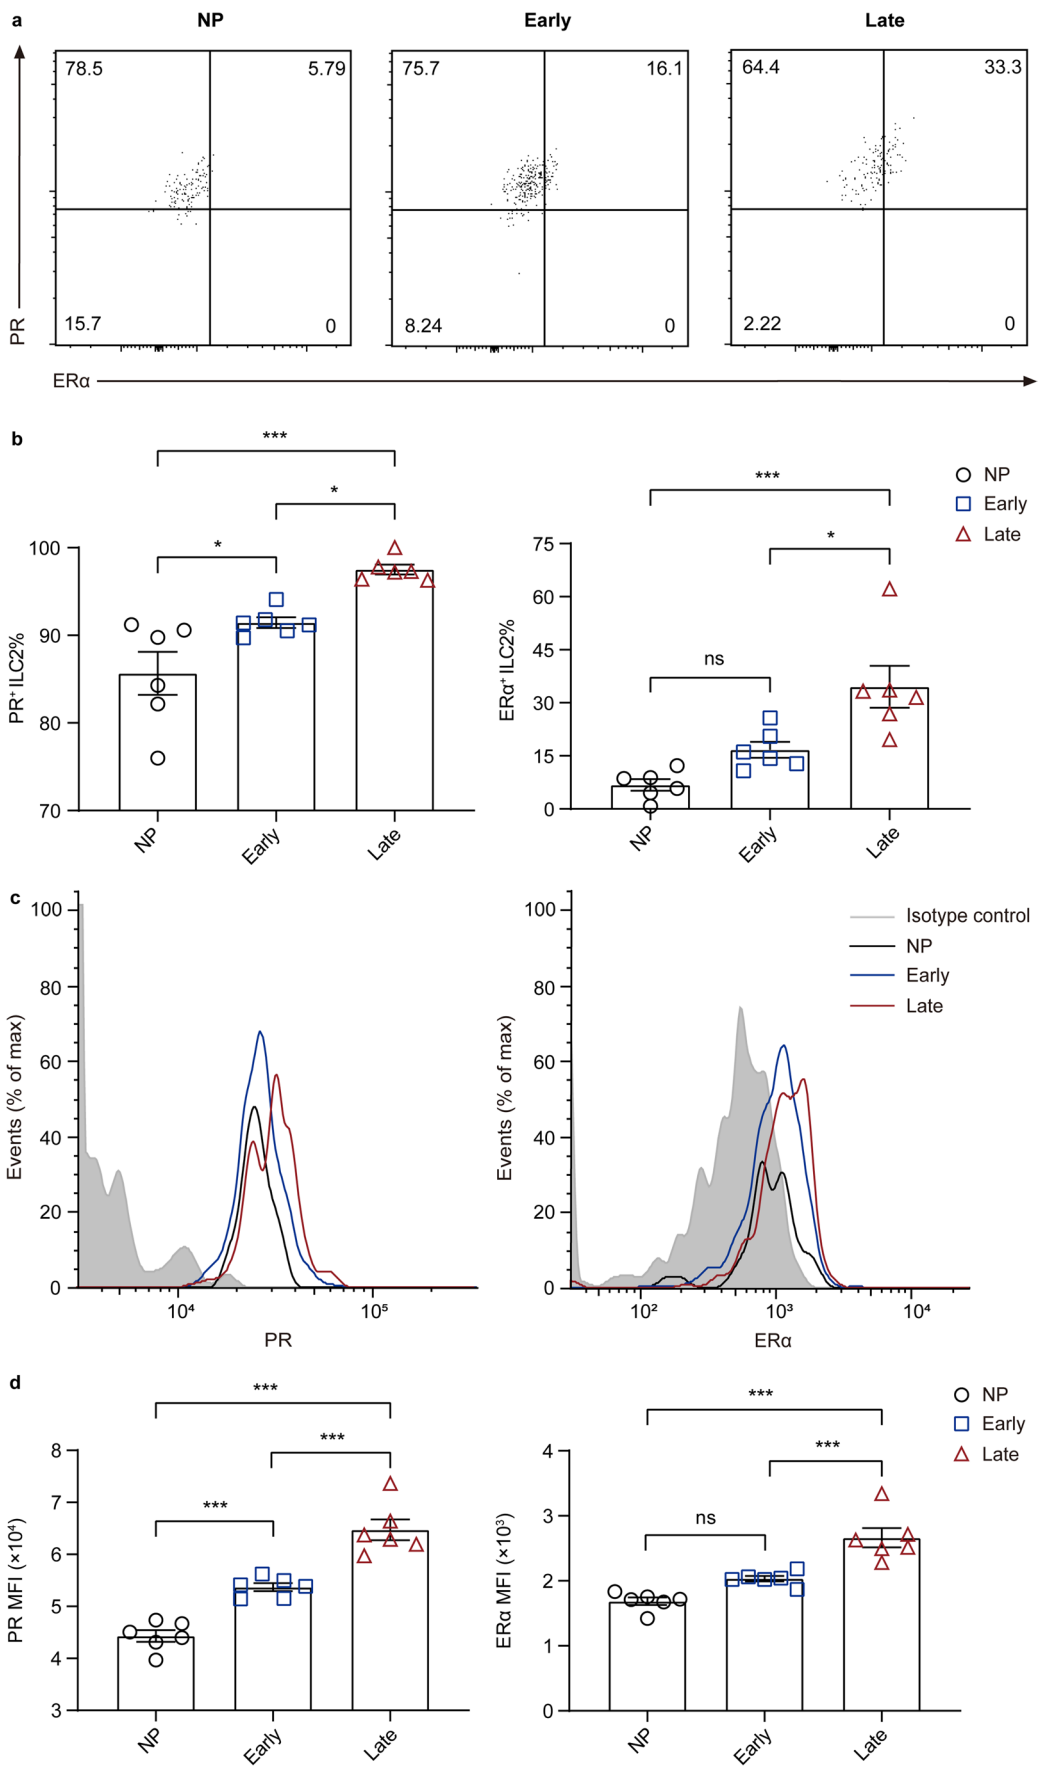 a
NP
Early
Late
78.5
5.79
75.7
16.1
64.4
33.3
15.7
0
8.24
0
2.22
0
PR
ERα
b
***
*
*
100
90
80
70
PR⁺ ILC2%
NP
Early
Late
***
*
ns
75
60
45
30
15
0
ERα⁺ ILC2%
NP
Early
Late
NP
Early
Late
c
100
80
60
40
20
0
Events (% of max)
10⁴
10⁵
PR
100
80
60
40
20
0
Events (% of max)
10²
10³
10⁴
ERα
Isotype control
NP
Early
Late
d
***
***
***
8
7
6
5
4
3
PR MFI (×10⁴)
NP
Early
Late
***
***
ns
4
3
2
1
0
ERα MFI (×10³)
NP
Early
Late
NP
Early
Late